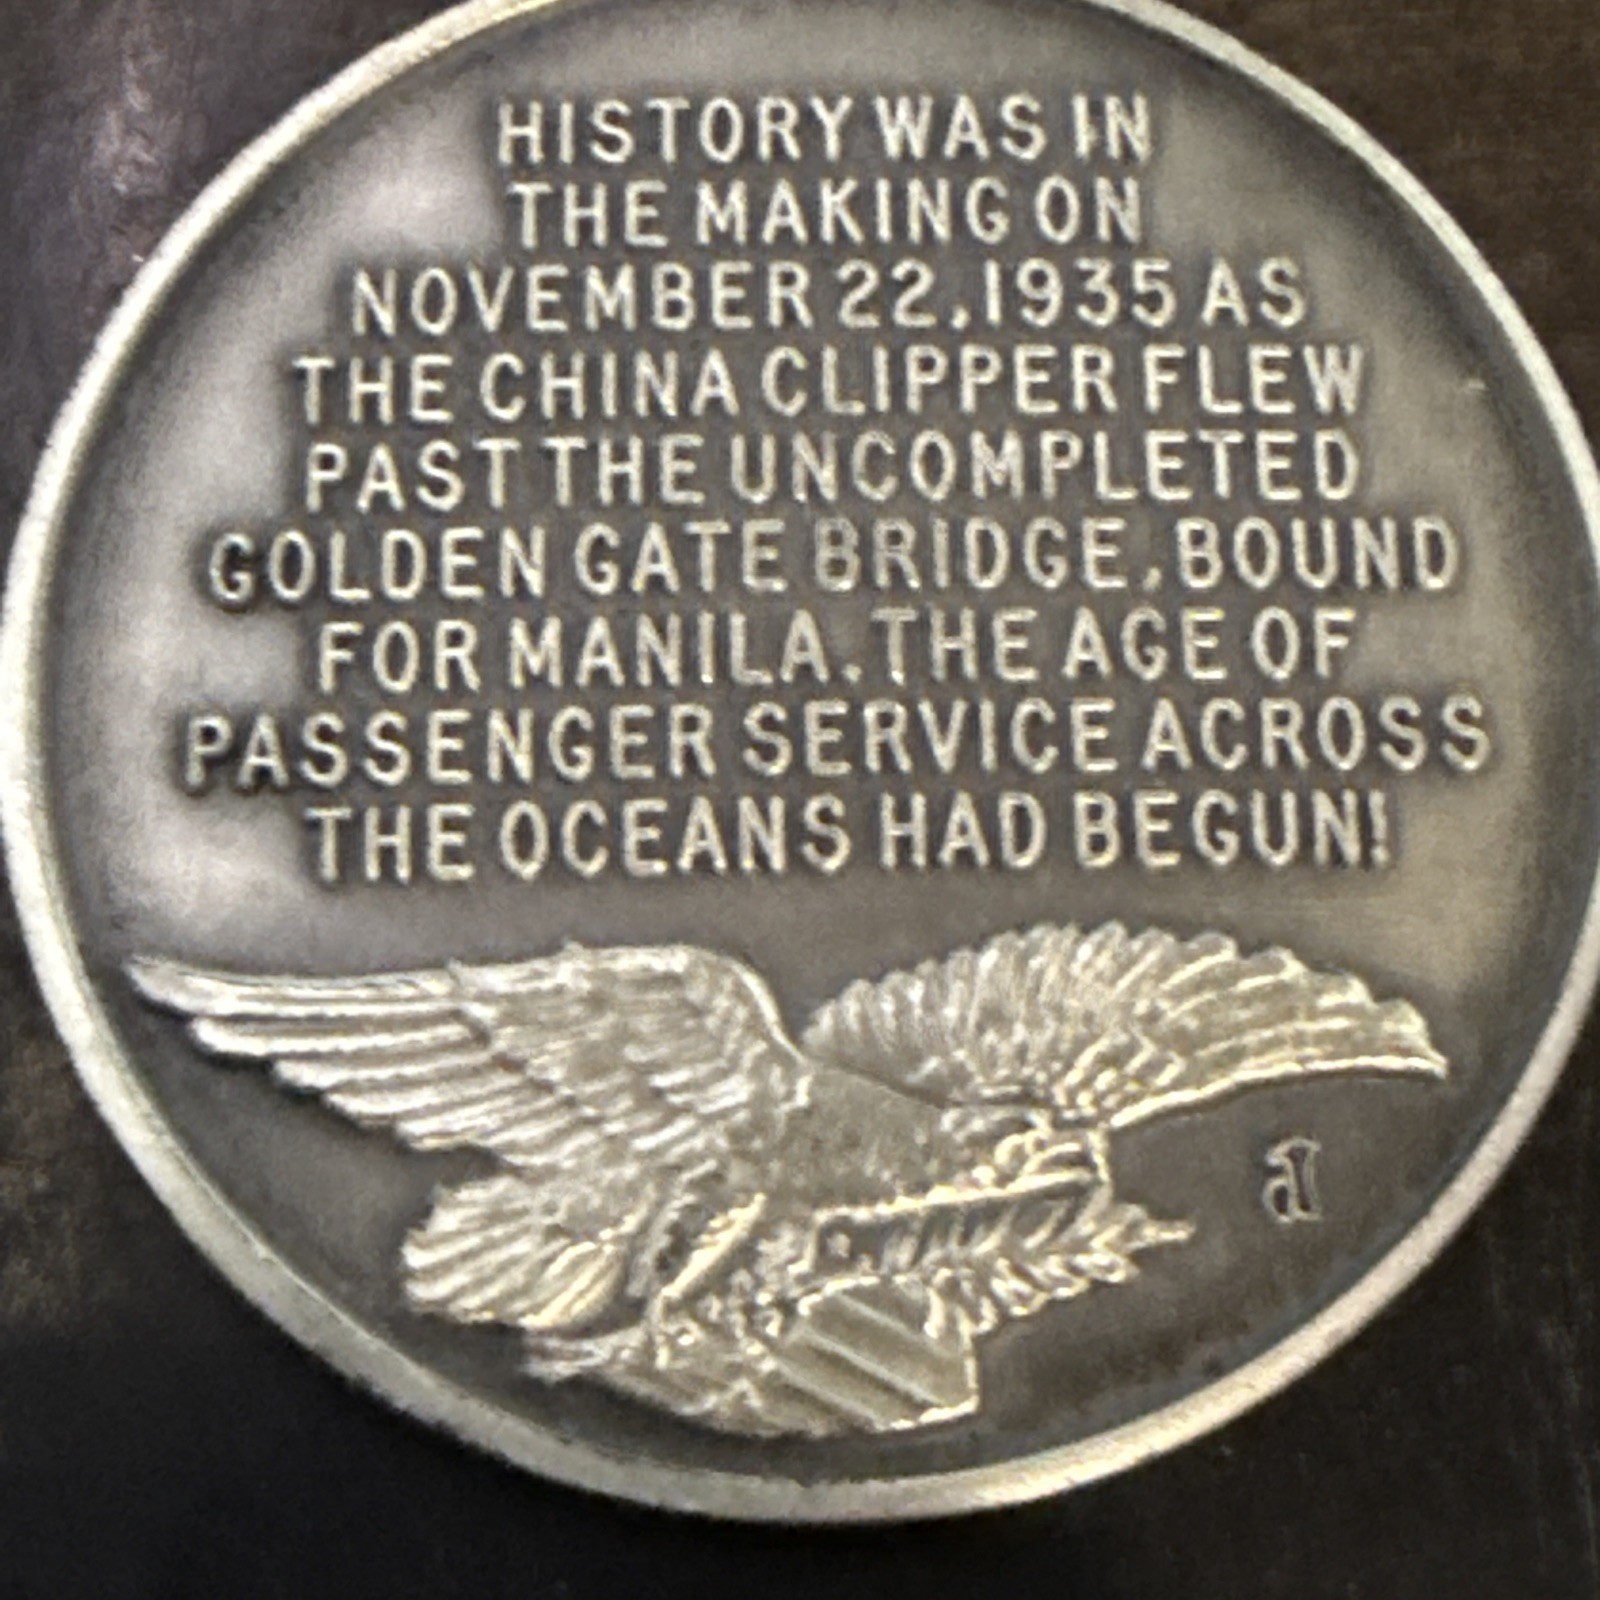 HISTORY WAS IN
THE MAKING ON
NOVEMBER 22, 1935 AS
THE CHINA CLIPPER FLEW
PAST THE UNCOMPLETED
GOLDEN GATE BRIDGE, BOUND
FOR MANILA. THE AGE OF
PASSENGER SERVICE ACROSS
THE OCEANS HAD BEGUN!